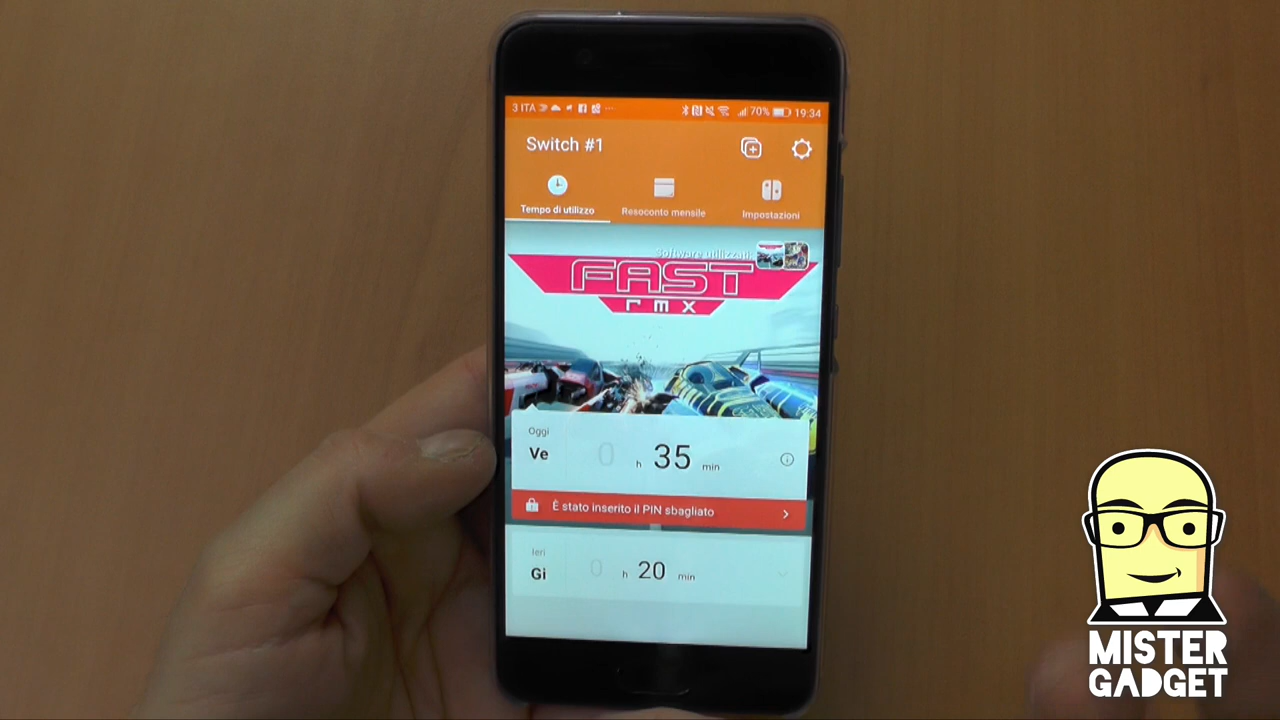 3 ITA
70% 19:34
Switch #1
Tempo di utilizzo
Resoconto mensile
Impostazioni
Software utilizzati:
FAST
rmx
Oggi
Ve
0 h 35 min
È stato inserito il PIN sbagliato
Ieri
Gi
0 h 20 min
MISTER
GADGET